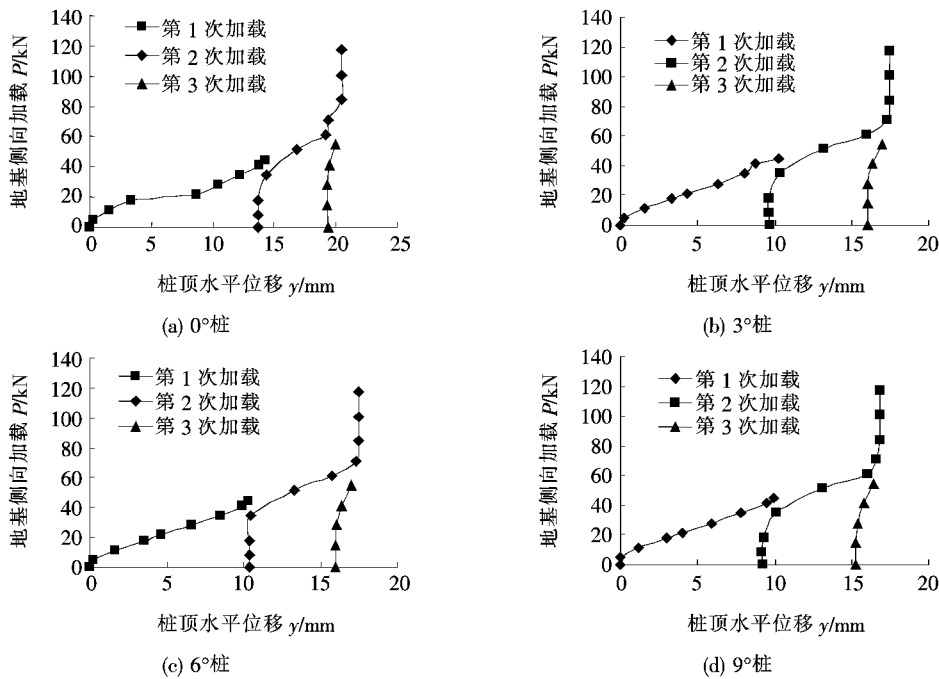 140
120
100
80
60
40
20
0
地基侧向加载 P/kN
第 1 次加载
第 2 次加载
第 3 次加载
0 5 10 15 20 25
桩顶水平位移 y/mm
(a) 0°桩
140
120
100
80
60
40
20
0
地基侧向加载 P/kN
第 1 次加载
第 2 次加载
第 3 次加载
0 5 10 15 20
桩顶水平位移 y/mm
(b) 3°桩
140
120
100
80
60
40
20
0
地基侧向加载 P/kN
第 1 次加载
第 2 次加载
第 3 次加载
0 5 10 15 20
桩顶水平位移 y/mm
(c) 6°桩
140
120
100
80
60
40
20
0
地基侧向加载 P/kN
第 1 次加载
第 2 次加载
第 3 次加载
0 5 10 15 20
桩顶水平位移 y/mm
(d) 9°桩